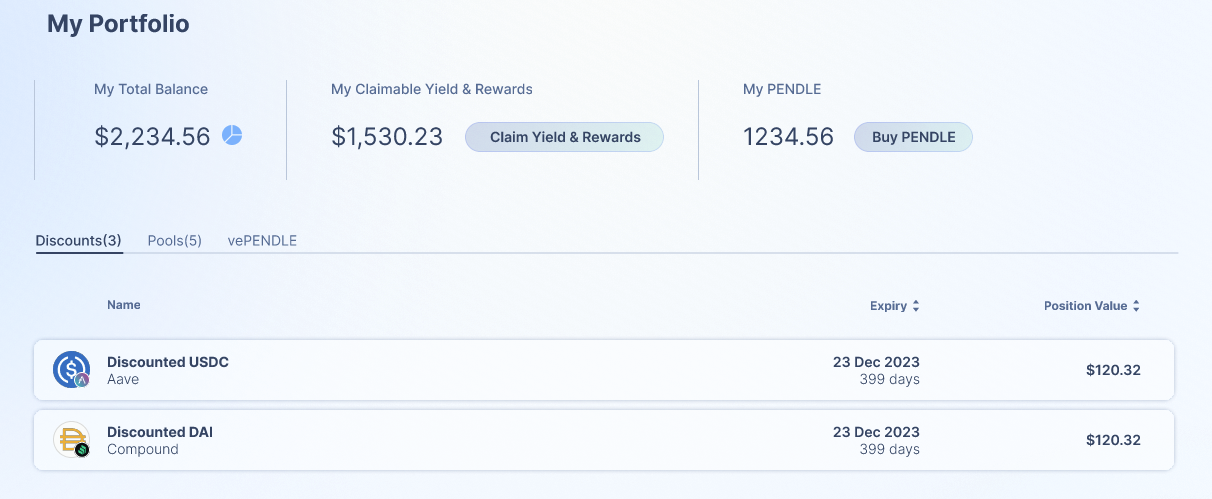 My Portfolio
My Total Balance
$2,234.56
My Claimable Yield & Rewards
$1,530.23
Claim Yield & Rewards
My PENDLE
1234.56
Buy PENDLE
Discounts(3) Pools(5) vePENDLE
Name Expiry Position Value
Discounted USDC
Aave
23 Dec 2023
399 days
$120.32
Discounted DAI
Compound
23 Dec 2023
399 days
$120.32